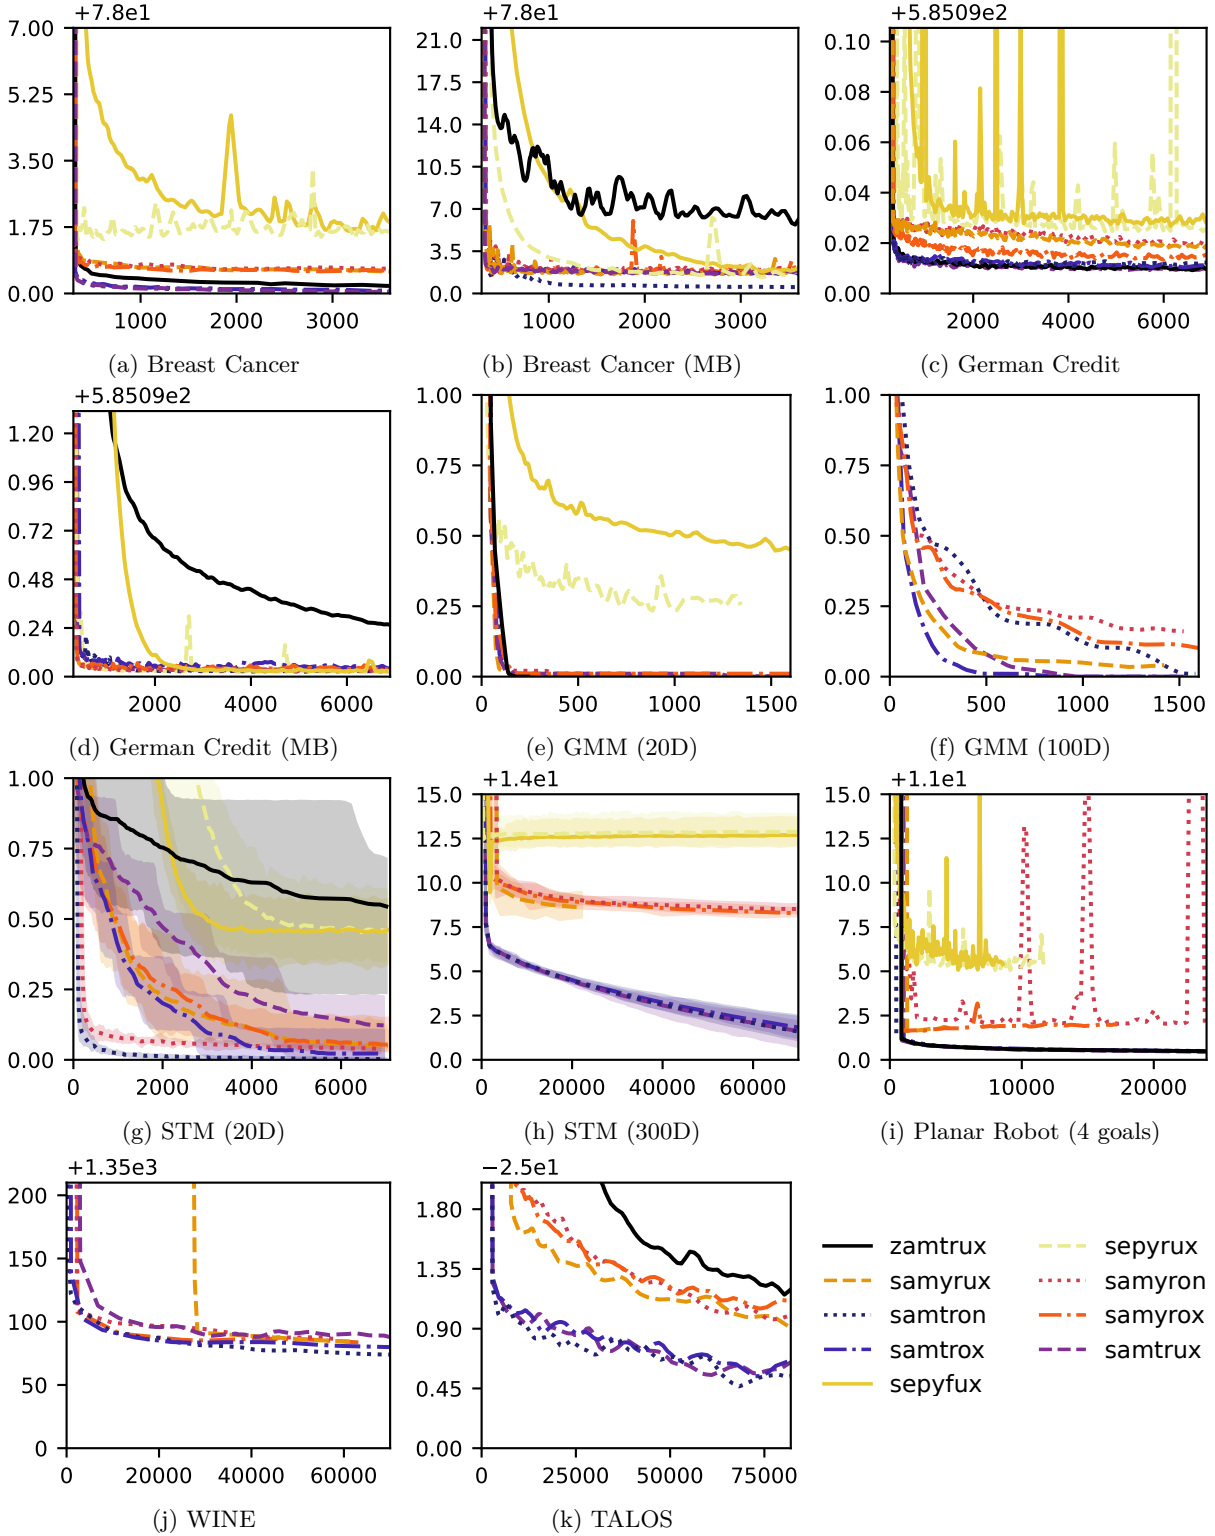 +7.8e1
7.00
5.25
3.50
1.75
0.00
1000 2000 3000
(a) Breast Cancer
+7.8e1
21.0
17.5
14.0
10.5
7.0
3.5
0.0
1000 2000 3000
(b) Breast Cancer (MB)
+5.8509e2
0.10
0.08
0.06
0.04
0.02
0.00
2000 4000 6000
(c) German Credit
+5.8509e2
1.20
0.96
0.72
0.48
0.24
0.00
2000 4000 6000
(d) German Credit (MB)
1.00
0.75
0.50
0.25
0.00
0 500 1000 1500
(e) GMM (20D)
1.00
0.75
0.50
0.25
0.00
0 500 1000 1500
(f) GMM (100D)
1.00
0.75
0.50
0.25
0.00
0 2000 4000 6000
(g) STM (20D)
+1.4e1
15.0
12.5
10.0
7.5
5.0
2.5
0.0
0 20000 40000 60000
(h) STM (300D)
+1.1e1
15.0
12.5
10.0
7.5
5.0
2.5
0.0
0 10000 20000
(i) Planar Robot (4 goals)
+1.35e3
200
150
100
50
0
0 20000 40000 60000
(j) WINE
−2.5e1
1.80
1.35
0.90
0.45
0.00
0 25000 50000 75000
(k) TALOS
zamtrux
samyrux
samtron
samtrox
sepyfux
sepyrux
samyron
samyrox
samtrux